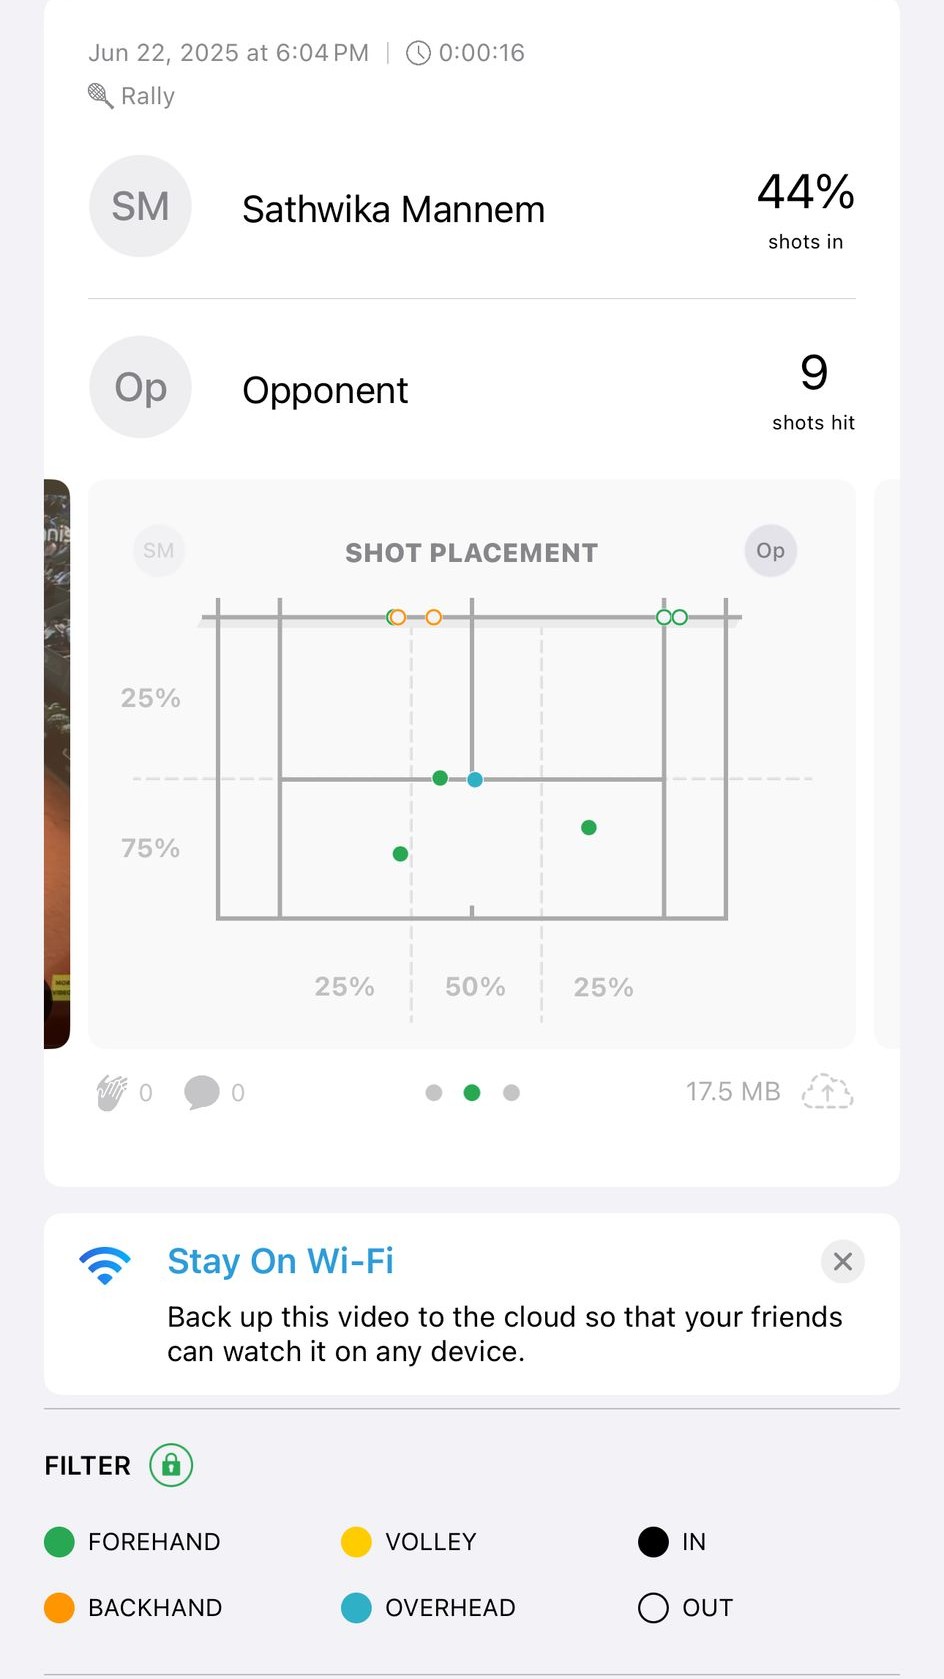 Jun 22, 2025 at 6:04 PM | 0:00:16
Rally
SM Sathwika Mannem 44%
shots in
Op Opponent 9
shots hit
SM SHOT PLACEMENT Op
25%
75%
25% 50% 25%
0 0 17.5 MB
Stay On Wi-Fi
Back up this video to the cloud so that your friends
can watch it on any device.
FILTER
FOREHAND VOLLEY IN
BACKHAND OVERHEAD OUT